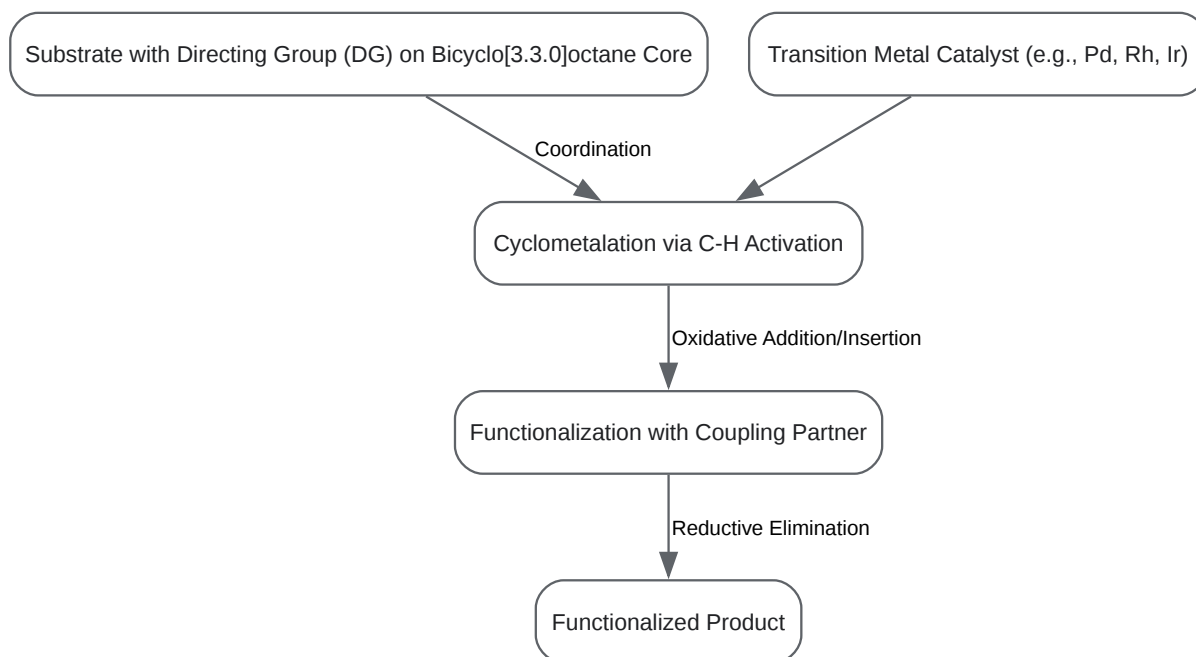 Substrate with Directing Group (DG) on Bicyclo[3.3.0]octane Core
Transition Metal Catalyst (e.g., Pd, Rh, Ir)
Coordination
Cyclometalation via C-H Activation
Oxidative Addition/Insertion
Functionalization with Coupling Partner
Reductive Elimination
Functionalized Product